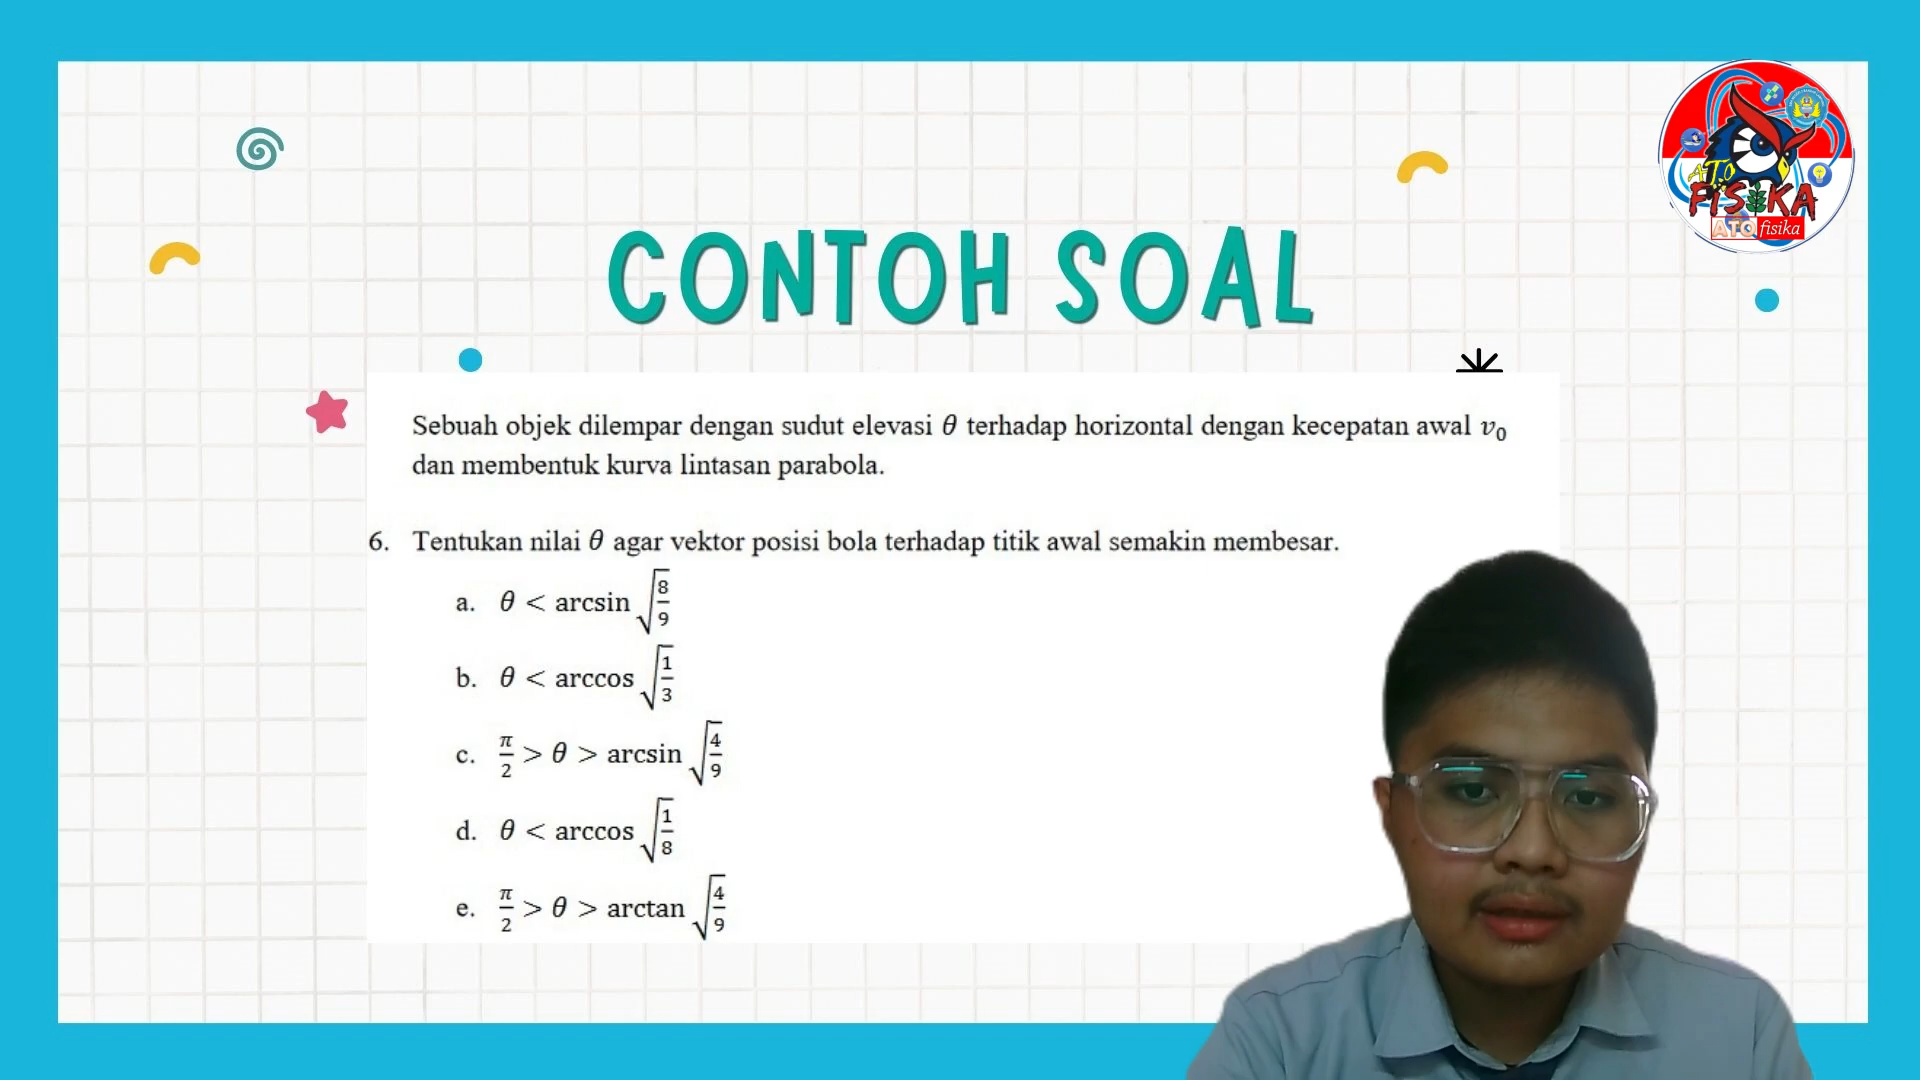 ATO
FISIKA
ATO fisika
CONTOH SOAL
Sebuah objek dilempar dengan sudut elevasi θ terhadap horizontal dengan kecepatan awal v₀
dan membentuk kurva lintasan parabola.
6. Tentukan nilai θ agar vektor posisi bola terhadap titik awal semakin membesar.
a. θ < arcsin √(8/9)
b. θ < arccos √(1/3)
c. π/2 > θ > arcsin √(4/9)
d. θ < arccos √(1/8)
e. π/2 > θ > arctan √(4/9)